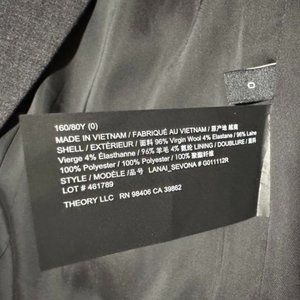 0
160/80Y (0)
MADE IN VIETNAM / FABRIQUÉ AU VIETNAM / 原产地 越南
SHELL / EXTÉRIEUR / 面料 96% Virgin Wool 4% Elastane/96% Laine
Vierge 4% Élasthanne / 96% 羊毛 4% 氨纶 LINING / DOUBLURE / 里料
100% Polyester / 100% Polyester / 100% 聚酯纤维
STYLE / MODÈLE / 型号 # LANAI_SEVONA # G011112R
LOT # 461789
THEORY LLC RN 98406 CA 39862